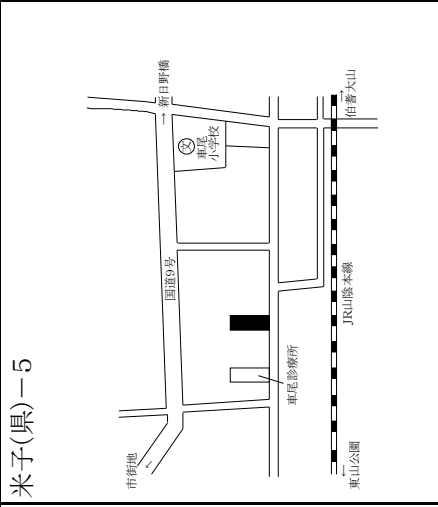 米子(県)－5
市街地
←
国道9号
→新日野橋
文
車尾
小学校
車尾診療所
JR山陰本線
←
東山公園
→
伯耆大山